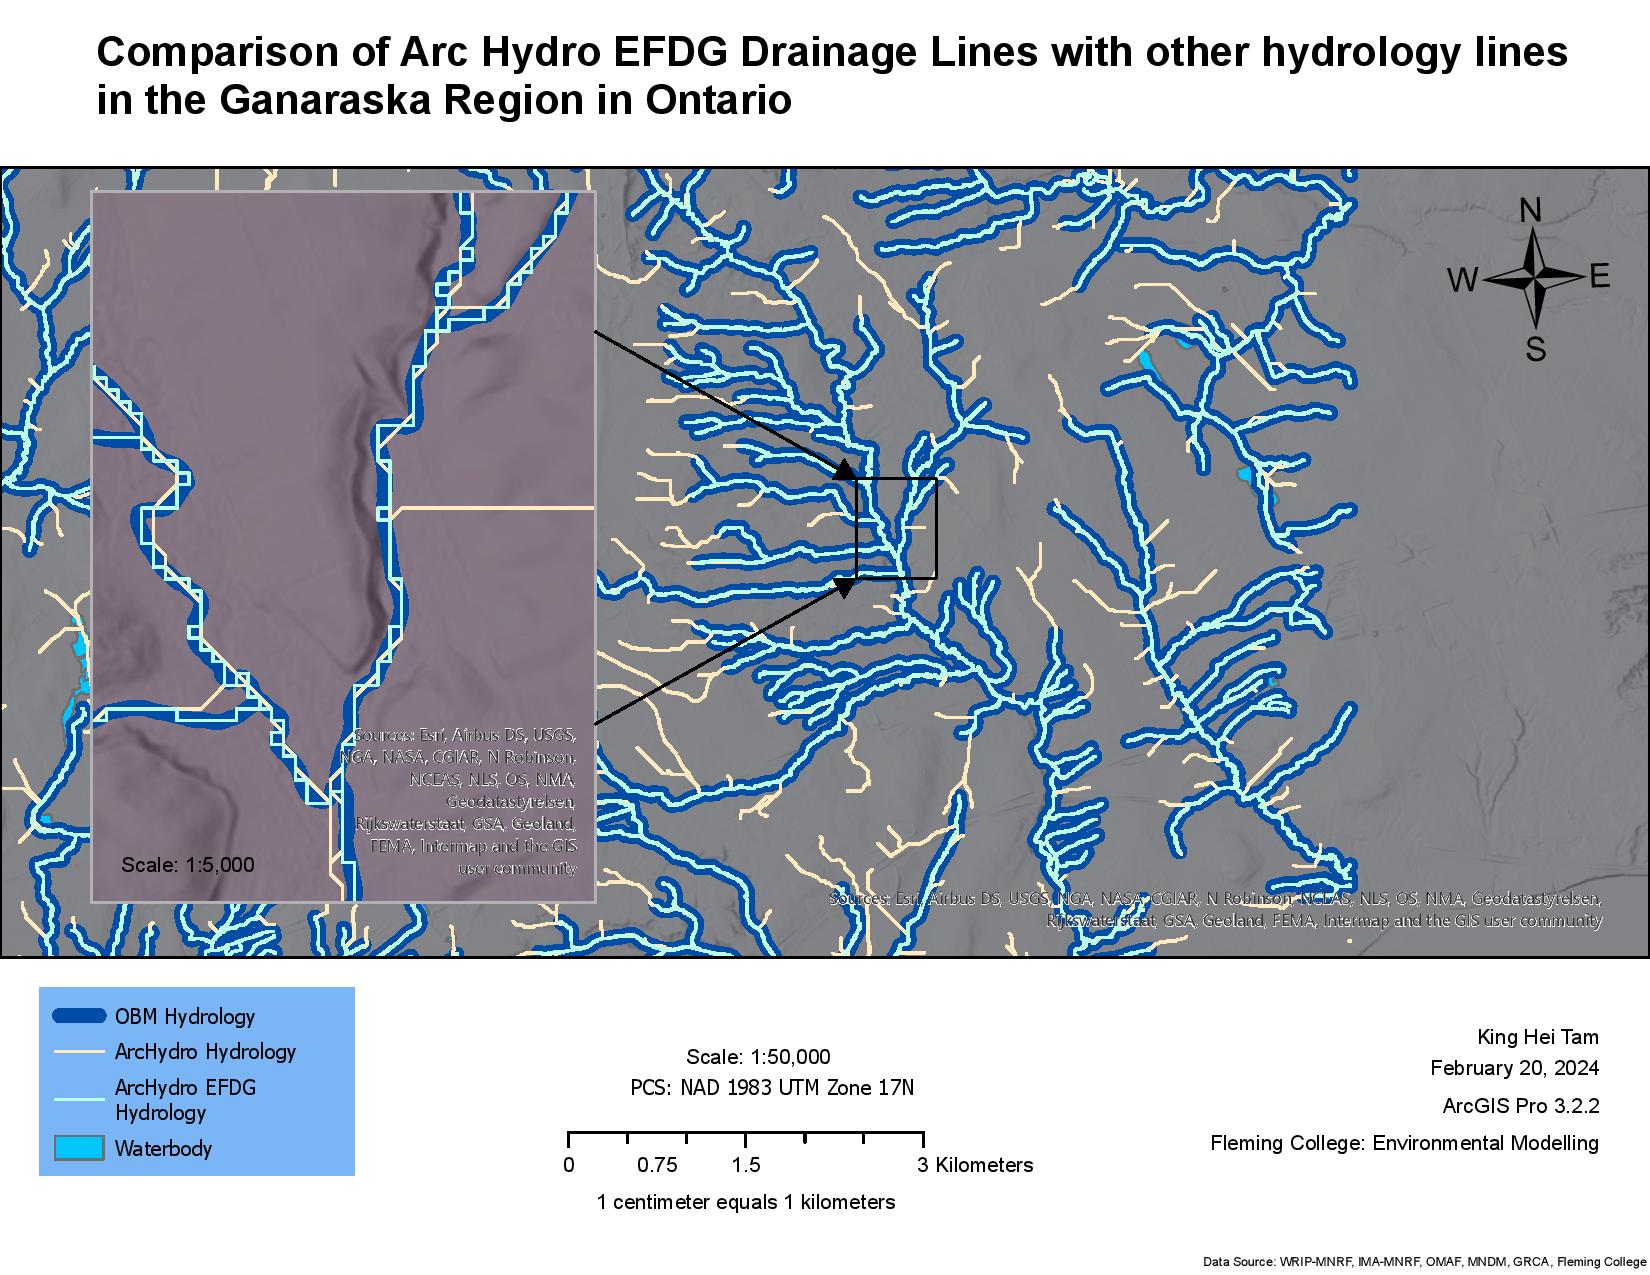 Comparison of Arc Hydro EFDG Drainage Lines with other hydrology lines
in the Ganaraska Region in Ontario
N
W
E
S
Sources: Esri, Airbus DS, USGS,
NGA, NASA, CGIAR, N Robinson,
NCEAS, NLS, OS, NMA,
Geodatastyrelsen,
Rijkswaterstaat, GSA, Geoland,
FEMA, Intermap and the GIS
user community
Scale: 1:5,000
Sources: Esri, Airbus DS, USGS, NGA, NASA, CGIAR, N Robinson, NCEAS, NLS, OS, NMA, Geodatastyrelsen,
Rijkswaterstaat, GSA, Geoland, FEMA, Intermap and the GIS user community
OBM Hydrology
ArcHydro Hydrology
ArcHydro EFDG
Hydrology
Waterbody
Scale: 1:50,000
PCS: NAD 1983 UTM Zone 17N
0 0.75 1.5 3 Kilometers
1 centimeter equals 1 kilometers
King Hei Tam
February 20, 2024
ArcGIS Pro 3.2.2
Fleming College: Environmental Modelling
Data Source: WRIP-MNRF, IMA-MNRF, OMAF, MNDM, GRCA, Fleming College